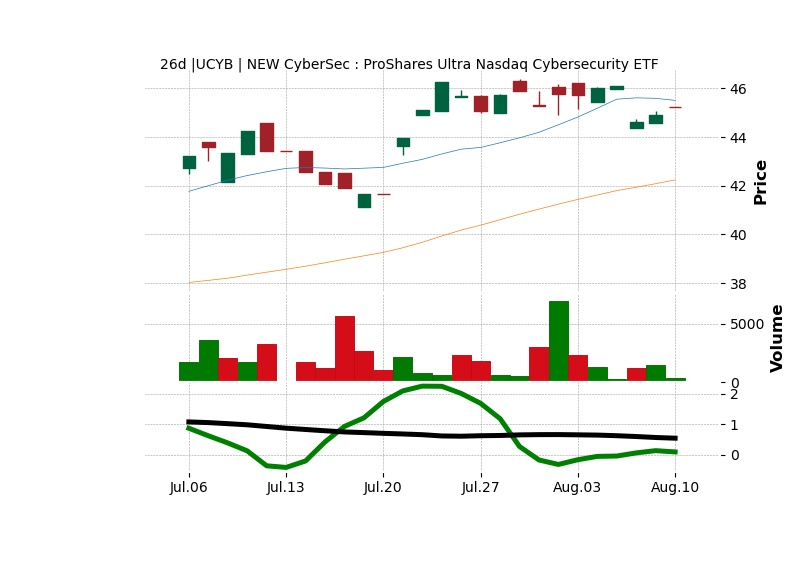 26d |UCYB | NEW CyberSec : ProShares Ultra Nasdaq Cybersecurity ETF
46
44
42
40
38
Price
5000
0
Volume
2
1
0
Jul.06 Jul.13 Jul.20 Jul.27 Aug.03 Aug.10